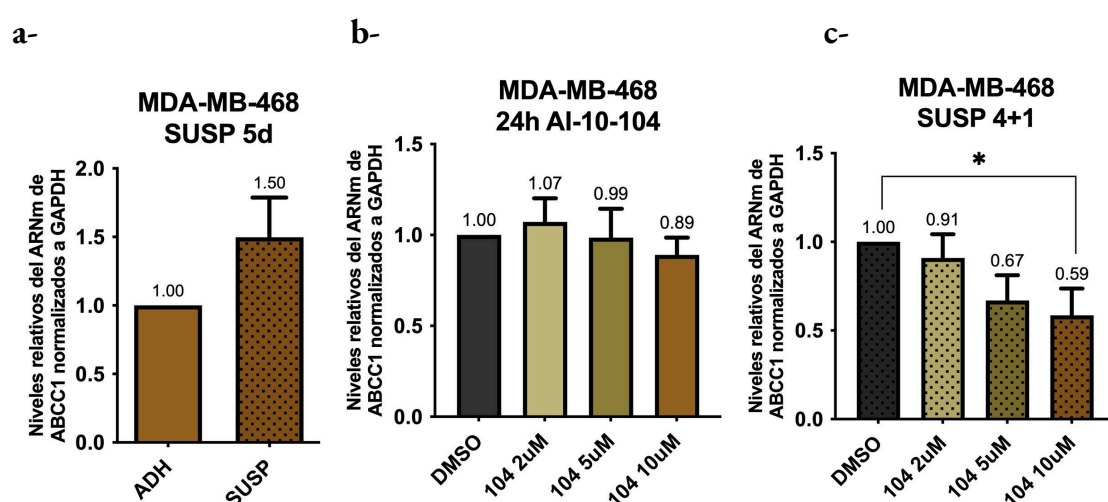 a-
MDA-MB-468
SUSP 5d
Niveles relativos del ARNm de
ABCC1 normalizados a GAPDH
2.0
1.5
1.0
0.5
0.0
1.00
1.50
ADH
SUSP
b-
MDA-MB-468
24h AI-10-104
Niveles relativos del ARNm de
ABCC1 normalizados a GAPDH
1.5
1.0
0.5
0.0
1.00
1.07
0.99
0.89
DMSO
104 2uM
104 5uM
104 10uM
c-
MDA-MB-468
SUSP 4+1
Niveles relativos del ARNm de
ABCC1 normalizados a GAPDH
1.5
1.0
0.5
0.0
*
1.00
0.91
0.67
0.59
DMSO
104 2uM
104 5uM
104 10uM